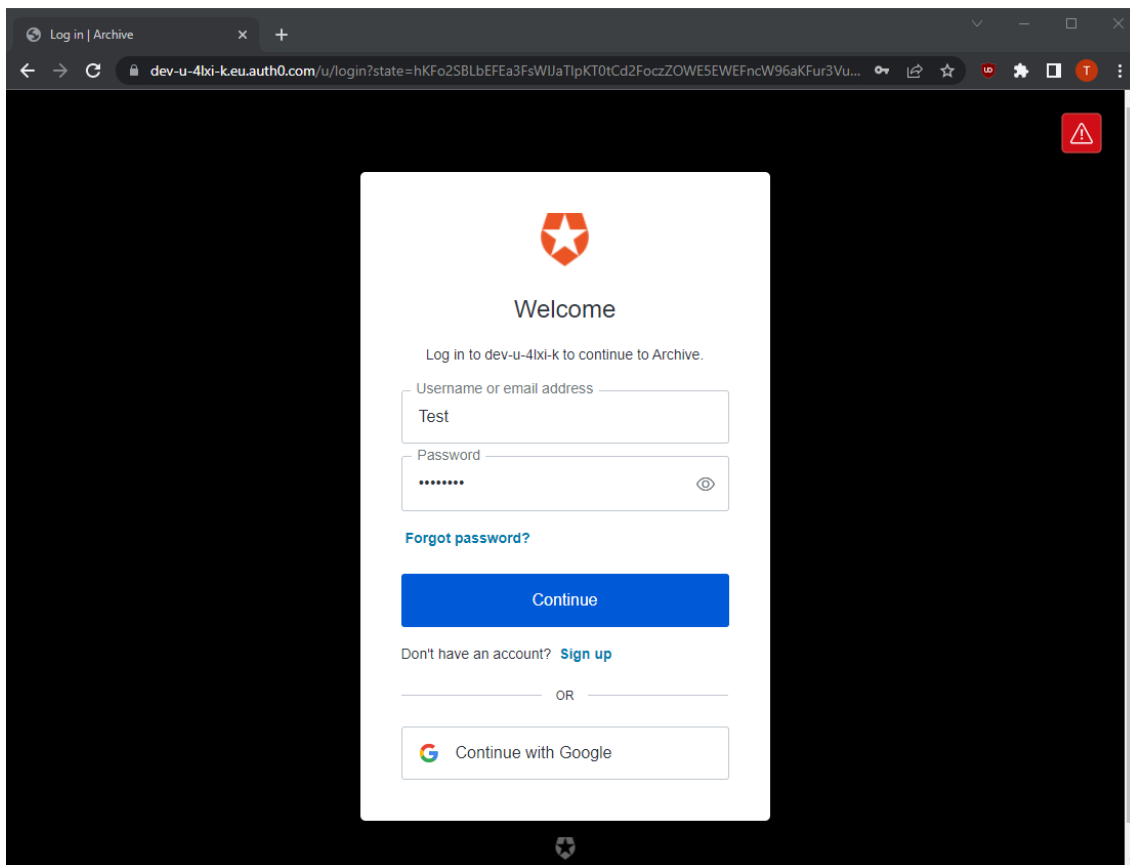 Log in | Archive
dev-u-4lxi-k.eu.auth0.com/u/login?state=hKFo2SBLbEFEa3FsWlJaTlpKT0tCd2FoczZOWE5EWEFncW96aKFur3Vu...
T
Welcome
Log in to dev-u-4lxi-k to continue to Archive.
Username or email address
Test
Password
••••••••
Forgot password?
Continue
Don't have an account? Sign up
OR
Continue with Google